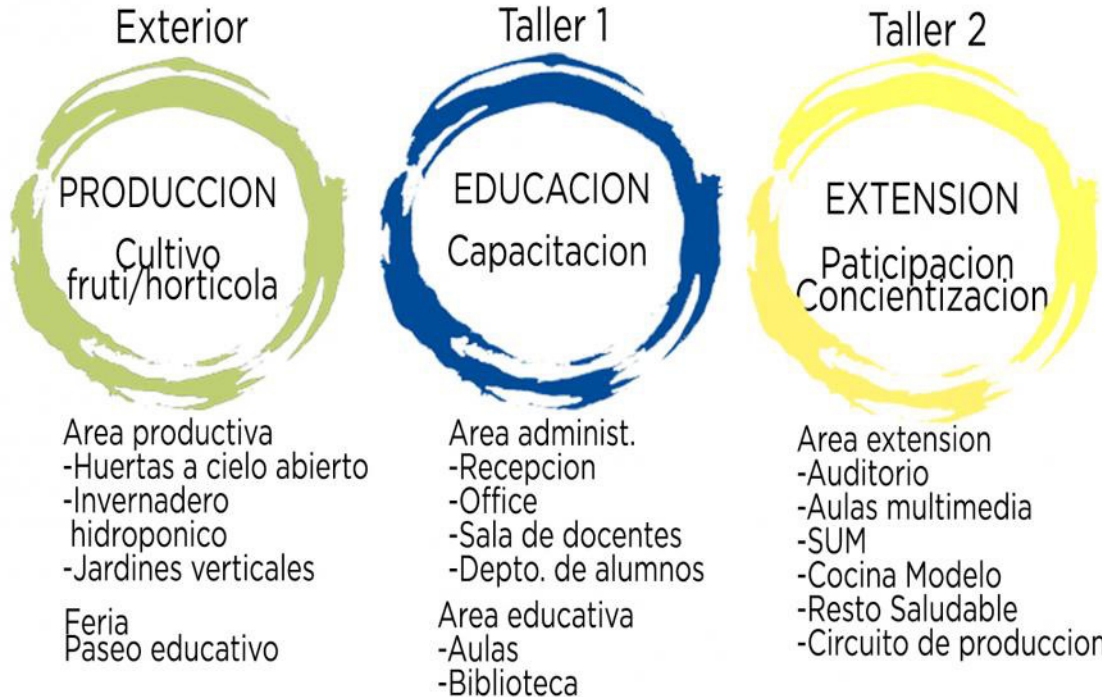 Exterior
PRODUCCION
Cultivo
fruti/horticola
Area productiva
-Huertas a cielo abierto
-Invernadero
hidroponico
-Jardines verticales
Feria
Paseo educativo
Taller 1
EDUCACION
Capacitacion
Area administ.
-Recepcion
-Office
-Sala de docentes
-Depto. de alumnos
Area educativa
-Aulas
-Biblioteca
Taller 2
EXTENSION
Paticipacion
Concientizacion
Area extension
-Auditorio
-Aulas multimedia
-SUM
-Cocina Modelo
-Resto Saludable
-Circuito de produccion